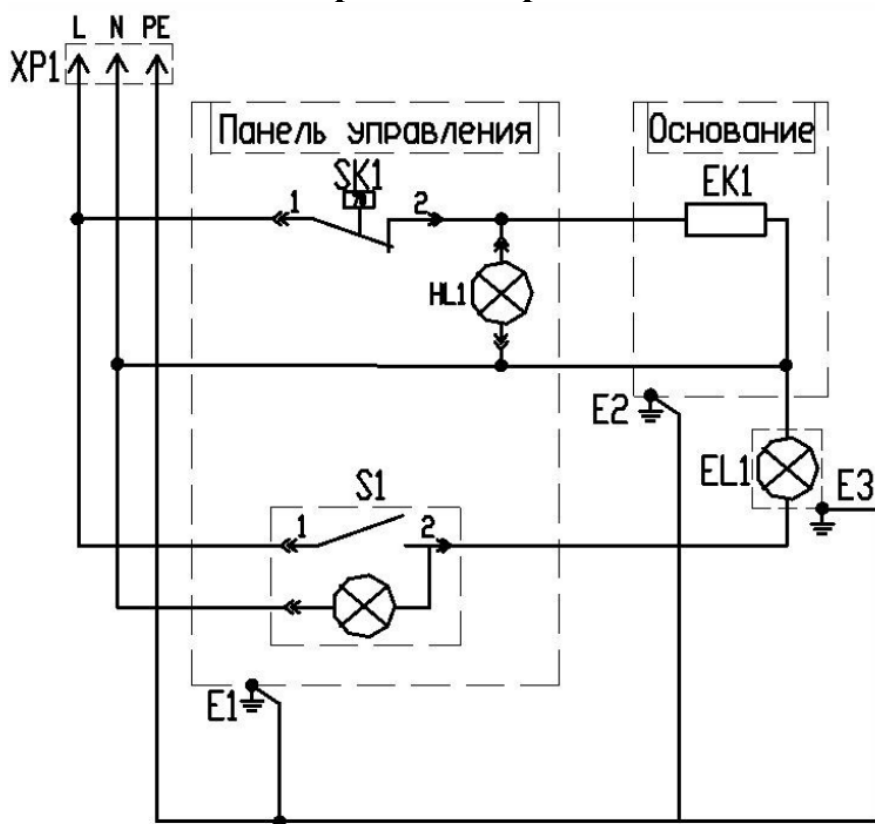 L N PE
XP1
Панель управления
Основание
SK1
1 2
EK1
HL1
E2
EL1
E3
S1
1 2
E1